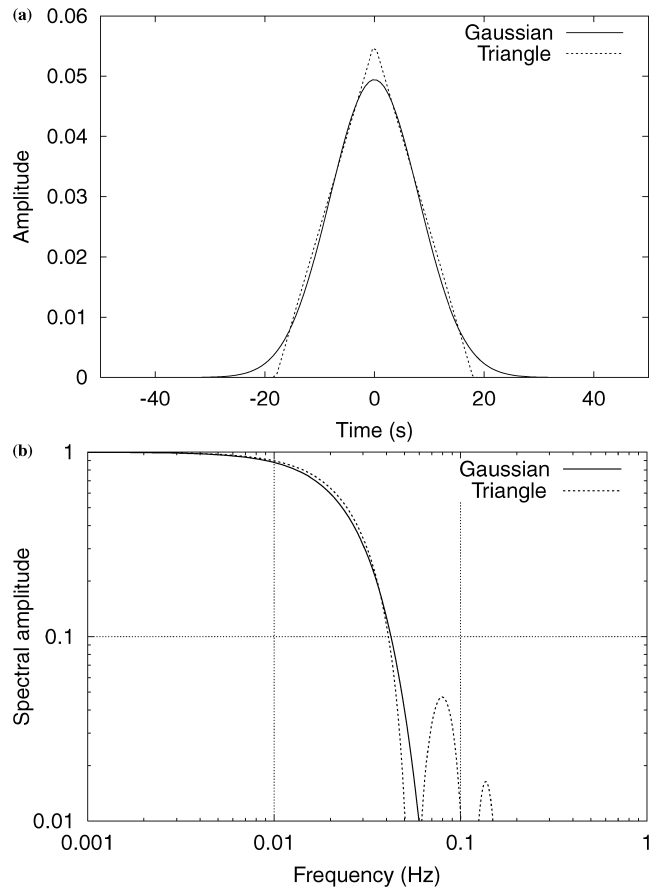 (a)
0.06
0.05
0.04
0.03
0.02
0.01
0
Amplitude
Gaussian
Triangle
-40 -20 0 20 40
Time (s)
(b)
1
0.1
0.01
Spectral amplitude
Gaussian
Triangle
0.001 0.01 0.1 1
Frequency (Hz)